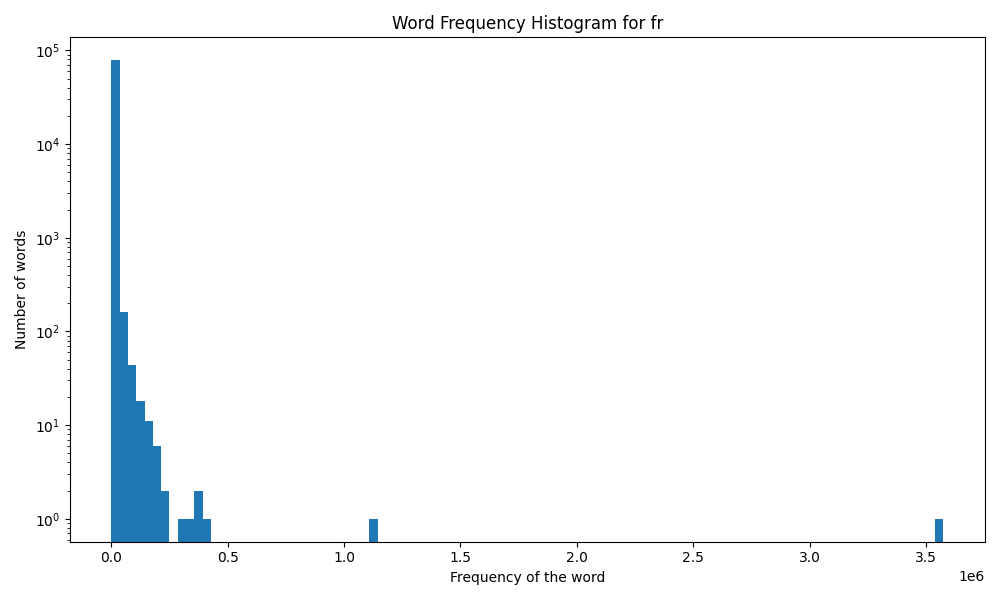 Word Frequency Histogram for fr
Number of words
10^5
10^4
10^3
10^2
10^1
10^0
0.0 0.5 1.0 1.5 2.0 2.5 3.0 3.5
1e6
Frequency of the word